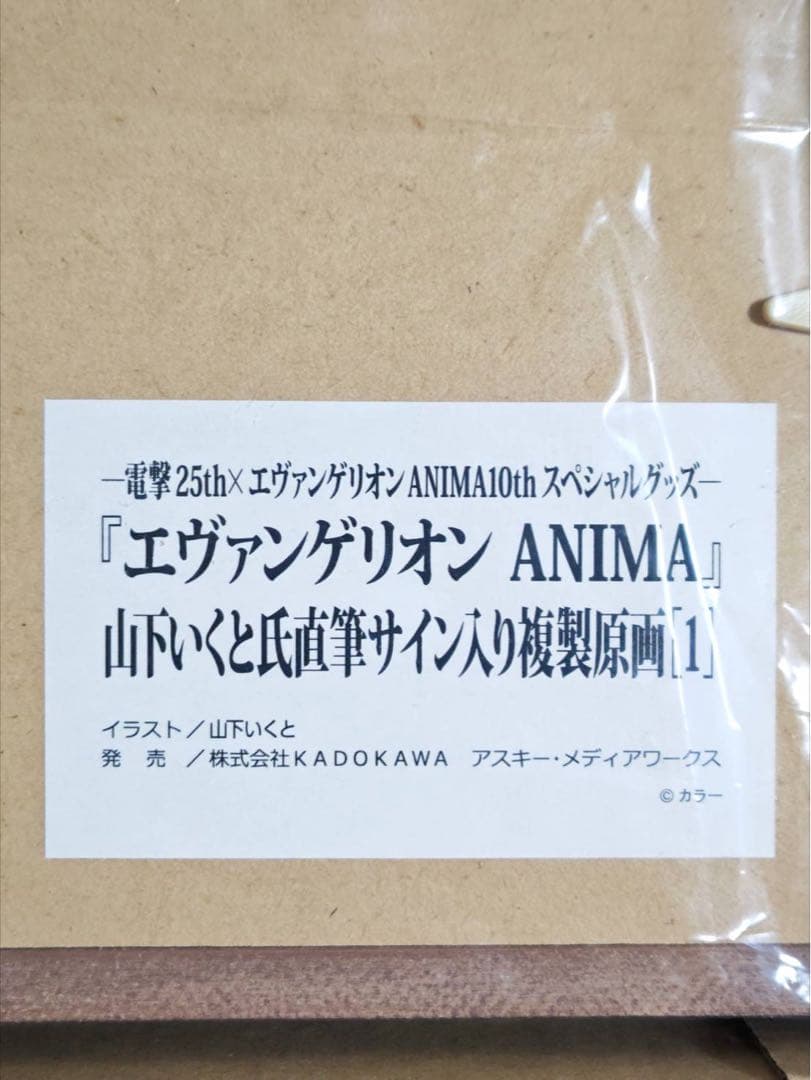 ―電撃25th×エヴァンゲリオンANIMA10thスペシャルグッズ―
『エヴァンゲリオン ANIMA』
山下いくと氏直筆サイン入り複製原画[1]
イラスト／山下いくと
発 売 ／株式会社KADOKAWA アスキー・メディアワークス
© カラー